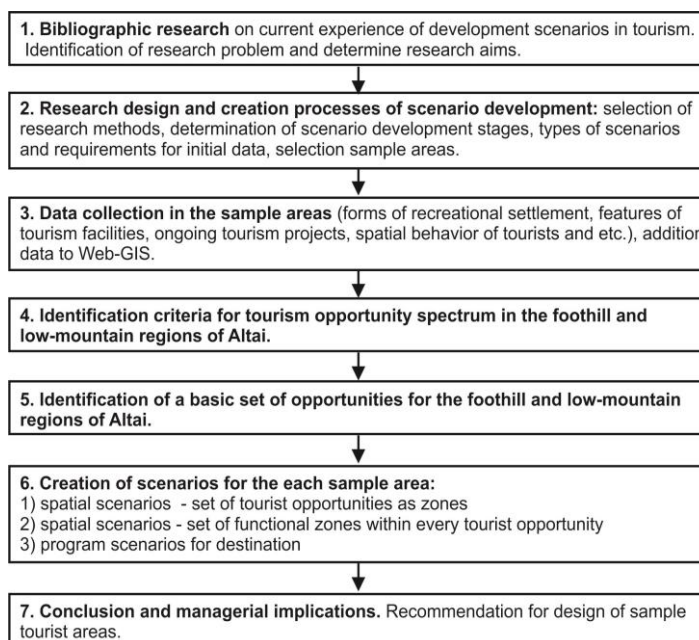 1. Bibliographic research on current experience of development scenarios in tourism.
Identification of research problem and determine research aims.
2. Research design and creation processes of scenario development: selection of
research methods, determination of scenario development stages, types of scenarios
and requirements for initial data, selection sample areas.
3. Data collection in the sample areas (forms of recreational settlement, features of
tourism facilities, ongoing tourism projects, spatial behavior of tourists and etc.), addition
data to Web-GIS.
4. Identification criteria for tourism opportunity spectrum in the foothill and
low-mountain regions of Altai.
5. Identification of a basic set of opportunities for the foothill and low-mountain
regions of Altai.
6. Creation of scenarios for the each sample area:
1) spatial scenarios - set of tourist opportunities as zones
2) spatial scenarios - set of functional zones within every tourist opportunity
3) program scenarios for destination
7. Conclusion and managerial implications. Recommendation for design of sample
tourist areas.